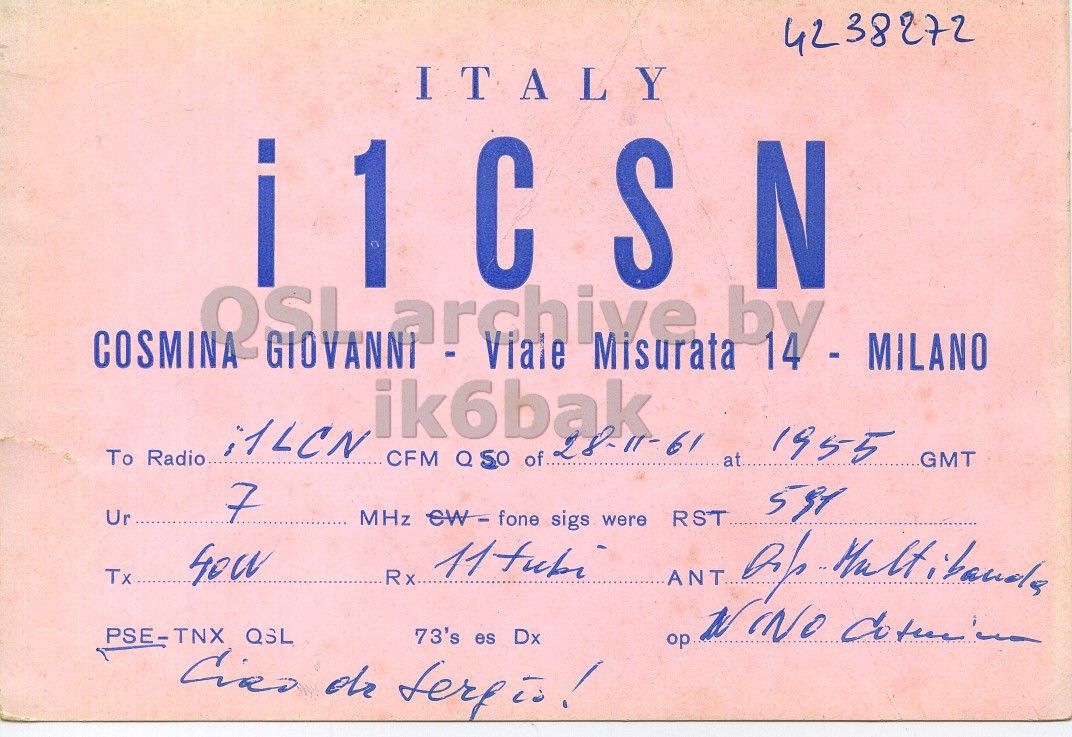 4238272
ITALY
i1CSN
QSL archive by
COSMINA GIOVANNI - Viale Misurata 14 - MILANO
ik6bak
To Radio i1LCN CFM QSO of 28-11-61 at 1955 GMT
Ur 7 MHz CW - fone sigs were RST
Tx 40W Rx 11 tubi ANT Dip. Multibanda
PSE-TNX QSL 73's es Dx op NINO Cosmina
Ciao da Sergio!